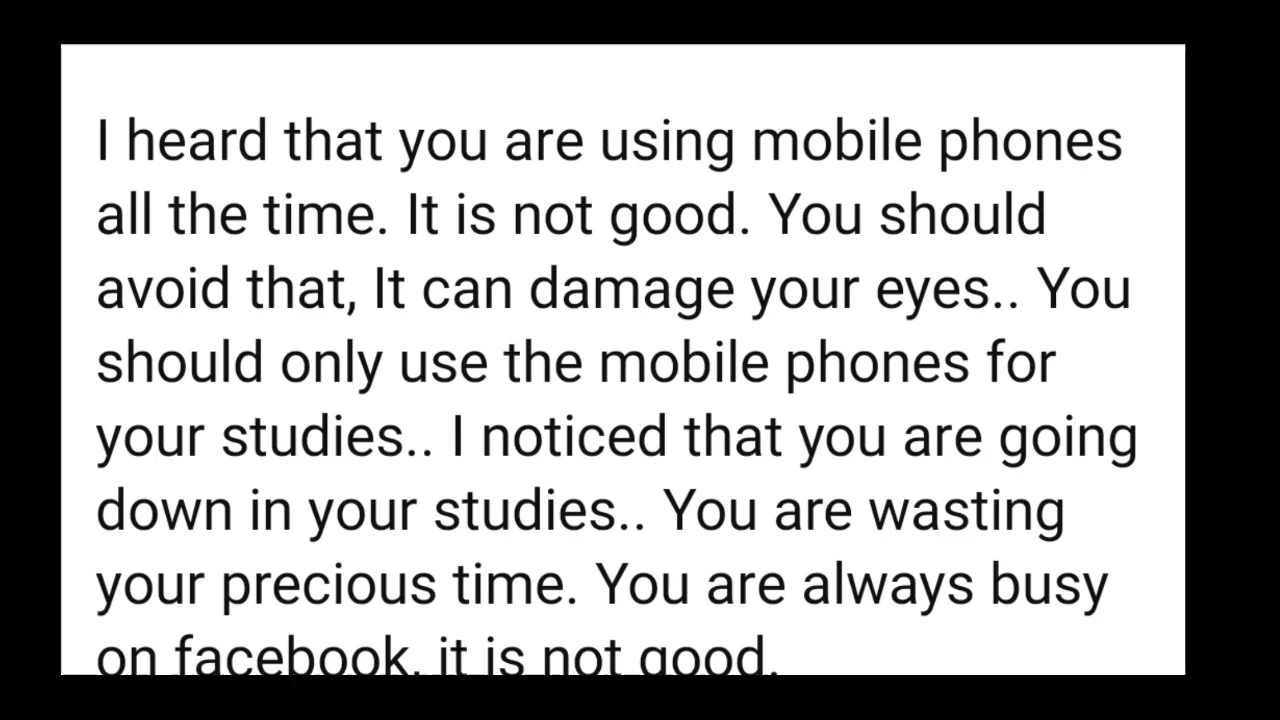 I heard that you are using mobile phones
all the time. It is not good. You should
avoid that, It can damage your eyes.. You
should only use the mobile phones for
your studies.. I noticed that you are going
down in your studies.. You are wasting
your precious time. You are always busy
on facebook, it is not good.